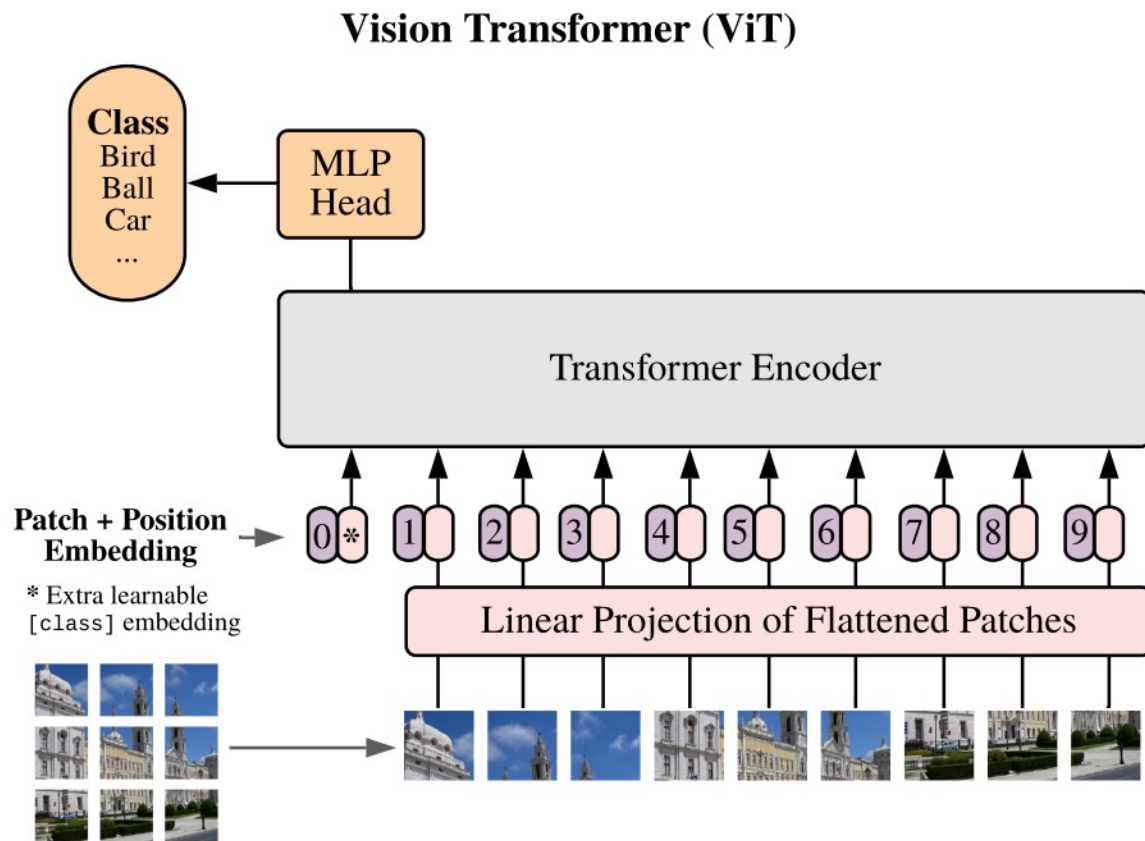 Vision Transformer (ViT)
Class
Bird
Ball
Car
...
MLP
Head
Transformer Encoder
Patch + Position
Embedding
0 * 1 2 3 4 5 6 7 8 9
* Extra learnable
[class] embedding
Linear Projection of Flattened Patches